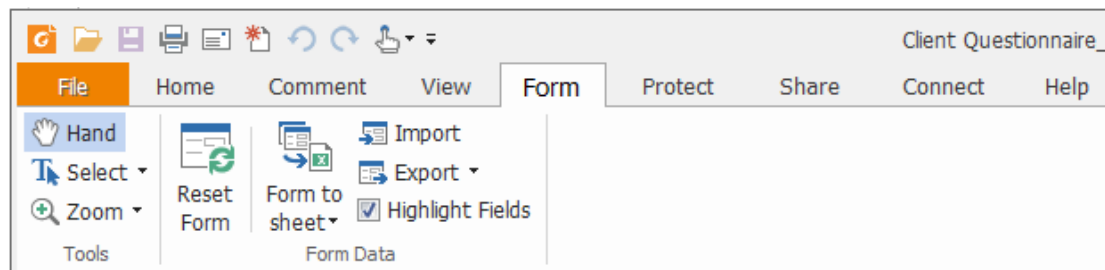 Client Questionnaire_
File Home Comment View Form Protect Share Connect Help
Hand
Select
Zoom
Tools
Reset
Form
Form to
sheet
Import
Export
Highlight Fields
Form Data